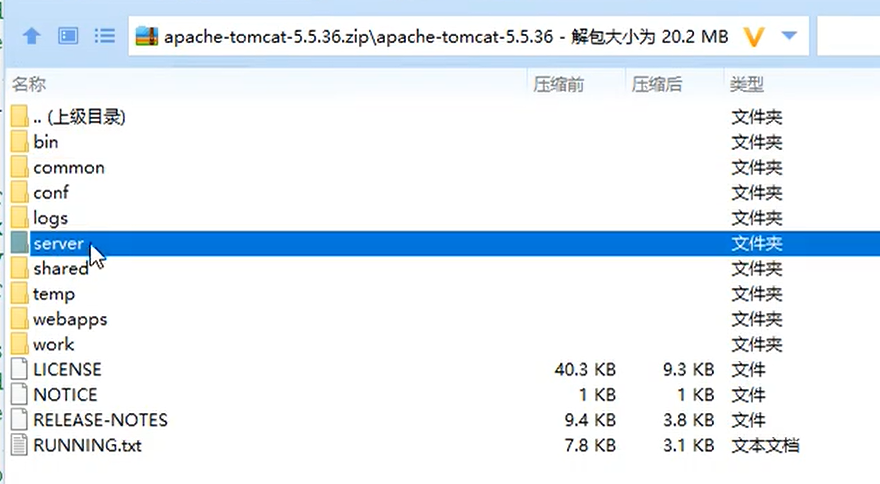 apache-tomcat-5.5.36.zip\apache-tomcat-5.5.36 - 解包大小为 20.2 MB
名称 压缩前 压缩后 类型
.. (上级目录) 文件夹
bin 文件夹
common 文件夹
conf 文件夹
logs 文件夹
server 文件夹
shared 文件夹
temp 文件夹
webapps 文件夹
work 文件夹
LICENSE 40.3 KB 9.3 KB 文件
NOTICE 1 KB 1 KB 文件
RELEASE-NOTES 9.4 KB 3.8 KB 文件
RUNNING.txt 7.8 KB 3.1 KB 文本文档